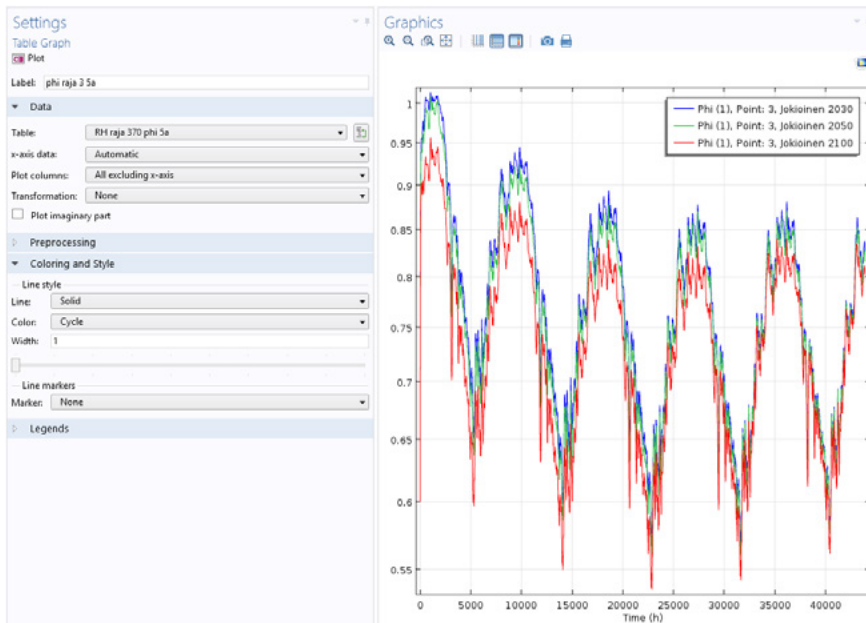 Settings
Table Graph
Plot
Label: phi raja 3 5a
Data
Table: RH raja 370 phi 5a
x-axis data: Automatic
Plot columns: All excluding x-axis
Transformation: None
Plot imaginary part
Preprocessing
Coloring and Style
Line style
Line: Solid
Color: Cycle
Width: 1
Line markers
Marker: None
Legends
Graphics
Phi (1), Point: 3, Jokioinen 2030
Phi (1), Point: 3, Jokioinen 2050
Phi (1), Point: 3, Jokioinen 2100
1
0.95
0.9
0.85
0.8
0.75
0.7
0.65
0.6
0.55
0 5000 10000 15000 20000 25000 30000 35000 40000
Time (h)